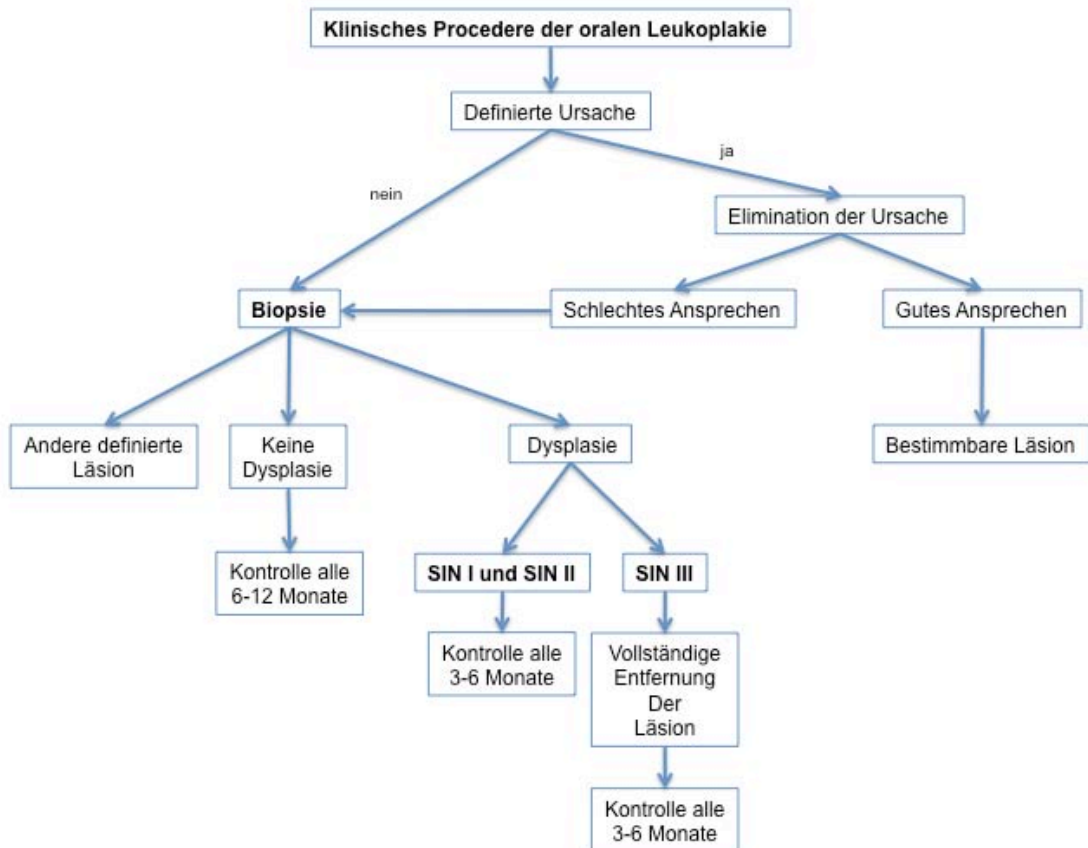 Klinisches Procedere der oralen Leukoplakie
Definierte Ursache
ja
nein
Elimination der Ursache
Biopsie
Schlechtes Ansprechen
Gutes Ansprechen
Andere definierte
Läsion
Keine
Dysplasie
Dysplasie
Bestimmbare Läsion
Kontrolle alle
6-12 Monate
SIN I und SIN II
SIN III
Kontrolle alle
3-6 Monate
Vollständige
Entfernung
Der
Läsion
Kontrolle alle
3-6 Monate